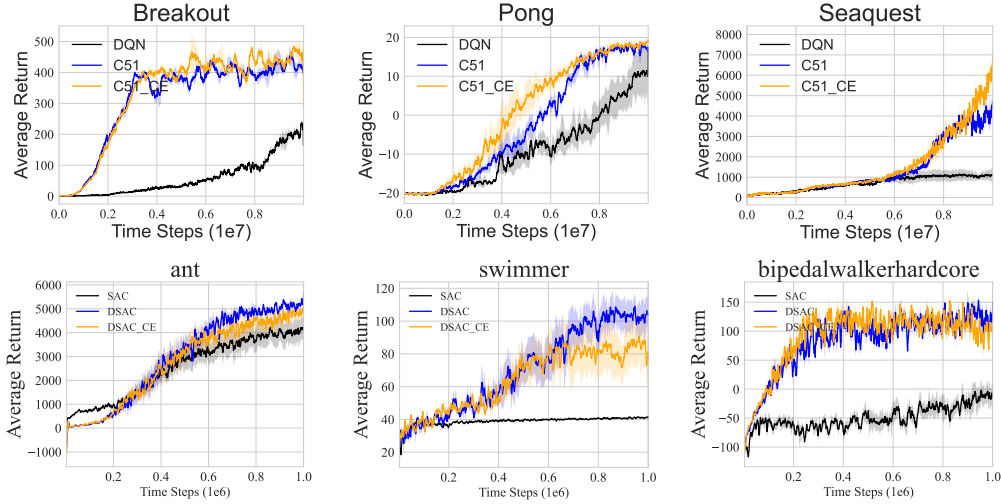 Breakout
Average Return
500
400
300
200
100
0
DQN
C51
C51_CE
0.0 0.2 0.4 0.6 0.8
Time Steps (1e7)
Pong
Average Return
20
10
0
−10
−20
DQN
C51
C51_CE
0.0 0.2 0.4 0.6 0.8
Time Steps (1e7)
Seaquest
Average Return
8000
7000
6000
5000
4000
3000
2000
1000
0
DQN
C51
C51_CE
0.0 0.2 0.4 0.6 0.8
Time Steps (1e7)
ant
Average Return
6000
5000
4000
3000
2000
1000
0
−1000
SAC
DSAC
DSAC_CE
0.2 0.4 0.6 0.8 1.0
Time Steps (1e6)
swimmer
Average Return
120
100
80
60
40
20
SAC
DSAC
DSAC_CE
0.2 0.4 0.6 0.8 1.0
Time Steps (1e6)
bipedalwalkerhardcore
Average Return
150
100
50
0
−50
−100
SAC
DSAC
DSAC_CE
0.2 0.4 0.6 0.8 1.0
Time Steps (1e6)